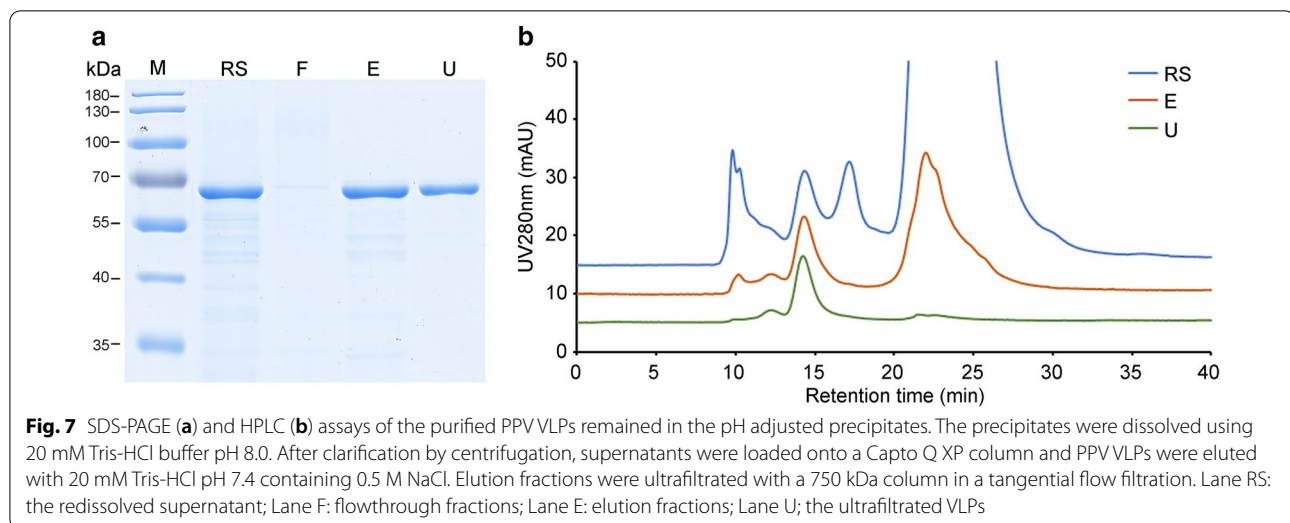 a
kDa M RS F E U
180–
130–
100–
70–
55–
40–
35–
b
50
40
30
20
10
0
UV280nm (mAU)
RS
E
U
0 5 10 15 20 25 30 35 40
Retention time (min)
Fig. 7 SDS-PAGE (a) and HPLC (b) assays of the purified PPV VLPs remained in the pH adjusted precipitates. The precipitates were dissolved using
20 mM Tris-HCl buffer pH 8.0. After clarification by centrifugation, supernatants were loaded onto a Capto Q XP column and PPV VLPs were eluted
with 20 mM Tris-HCl pH 7.4 containing 0.5 M NaCl. Elution fractions were ultrafiltrated with a 750 kDa column in a tangential flow filtration. Lane RS:
the redissolved supernatant; Lane F: flowthrough fractions; Lane E: elution fractions; Lane U; the ultrafiltrated VLPs